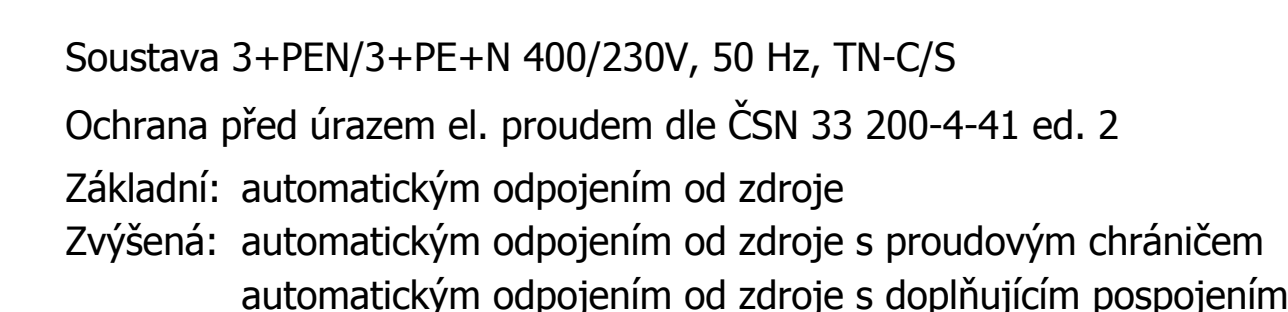 Soustava 3+PEN/3+PE+N 400/230V, 50 Hz, TN-C/S
Ochrana před úrazem el. proudem dle ČSN 33 200-4-41 ed. 2
Základní: automatickým odpojením od zdroje
Zvýšená: automatickým odpojením od zdroje s proudovým chráničem
automatickým odpojením od zdroje s doplňujícím pospojením